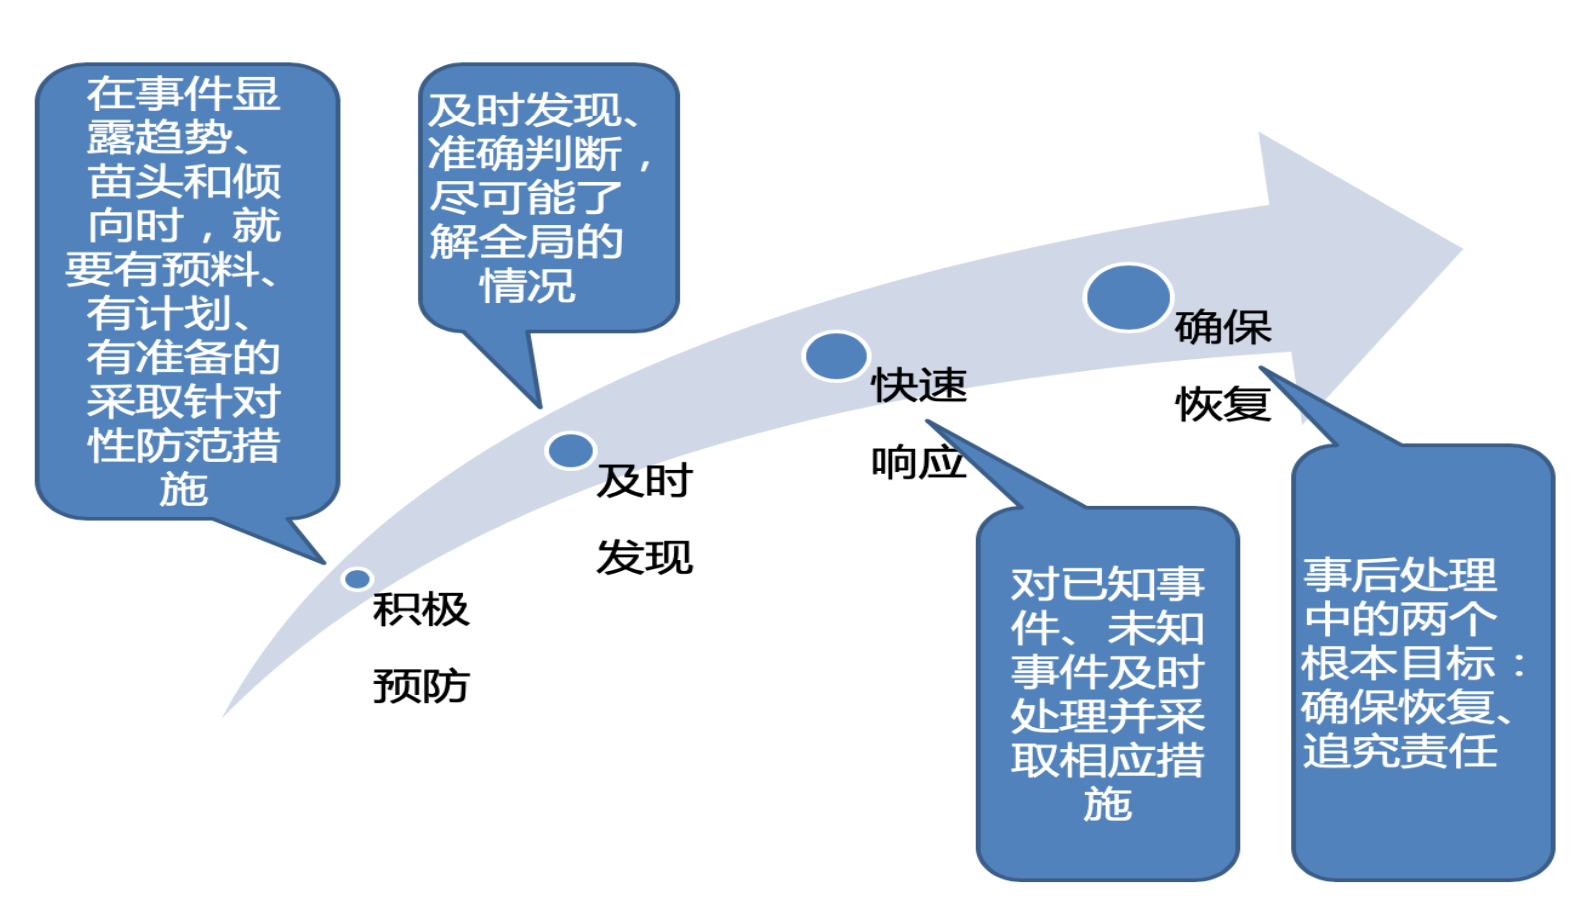 在事件显
露趋势、
苗头和倾
向时，就
要有预料、
有计划、
有准备的
采取针对
性防范措
施
积极
预防
及时发现、
准确判断，
尽可能了
解全局的
情况
及时
发现
快速
响应
对已知事
件、未知
事件及时
处理并采
取相应措
施
确保
恢复
事后处理
中的两个
根本目标：
确保恢复、
追究责任